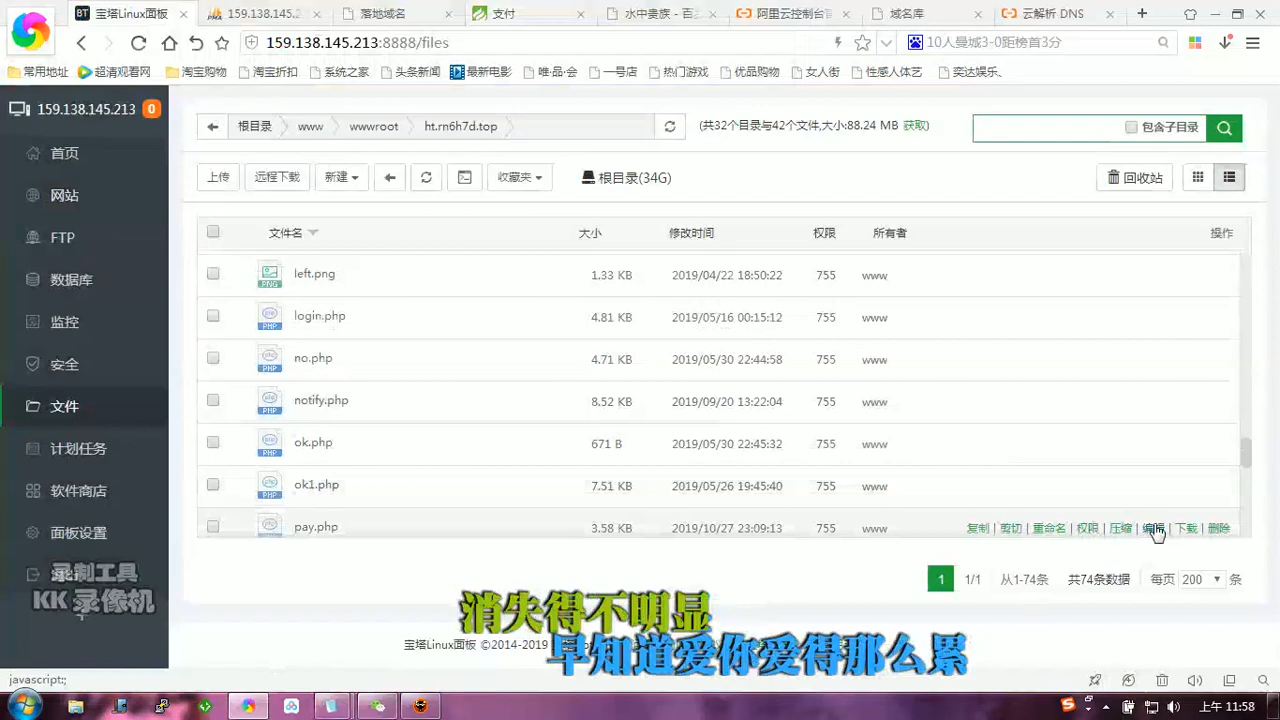 BT 宝塔Linux面板
159.138.145.213
落地域名
支付
水中美族 - 百
阿里云控制台
域名库
云解析 DNS
159.138.145.213:8888/files
10人曼城3-0距榜首3分
常用地址
超清观看网
淘宝购物
淘宝折扣
系统之家
头条新闻
最新电影
唯·品·会
一号店
热门游戏
优品购物
女人街
性感人体艺
奕达娱乐、
159.138.145.213 0
首页
网站
FTP
数据库
监控
安全
文件
计划任务
软件商店
面板设置
根目录 www wwwroot ht.rn6h7d.top
(共32个目录与42个文件,大小:88.24 MB 获取)
包含子目录
上传 远程下载 新建 收藏夹 根目录(34G) 回收站
文件名 大小 修改时间 权限 所有者 操作
left.png 1.33 KB 2019/04/22 18:50:22 755 www
login.php 4.81 KB 2019/05/16 00:15:12 755 www
no.php 4.71 KB 2019/05/30 22:44:58 755 www
notify.php 8.52 KB 2019/09/20 13:22:04 755 www
ok.php 671 B 2019/05/30 22:45:32 755 www
ok1.php 7.51 KB 2019/05/26 19:45:40 755 www
pay.php 3.58 KB 2019/10/27 23:09:13 755 www 复制 | 剪切 | 重命名 | 权限 | 压缩 | 编辑 | 下载 | 删除
1 1/1 从1-74条 共74条数据 每页 200 条
录制工具
KK 录像机
消失得不明显
早知道爱你爱得那么累
宝塔Linux面板 ©2014-2019
javascript:;
上午 11:58